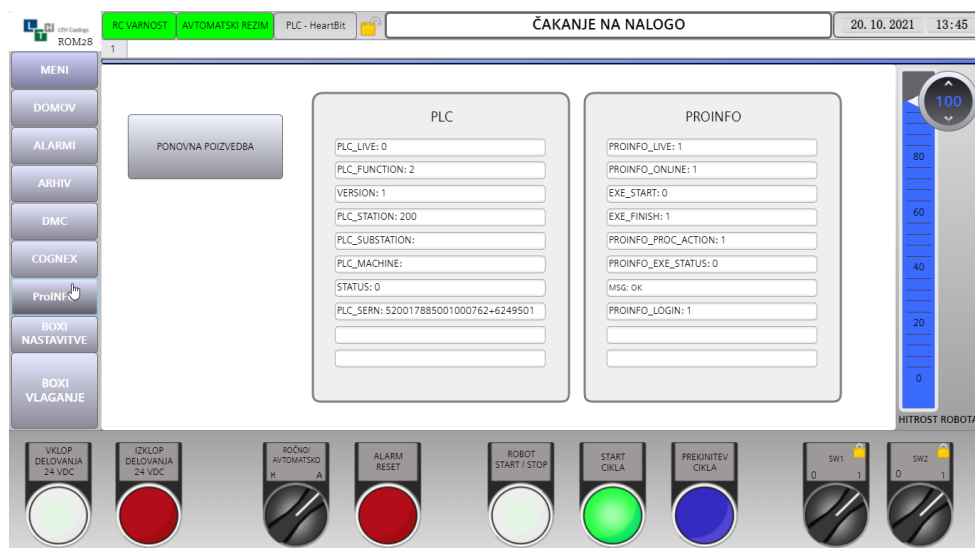 LTH Castings
ROM28
RC VARNOST
AVTOMATSKI REZIM
PLC - HeartBit
ČAKANJE NA NALOGO
20. 10. 2021 13:45
1
MENI
DOMOV
ALARMI
ARHIV
DMC
COGNEX
ProINF
BOXI
NASTAVITVE
BOXI
VLAGANJE
PONOVNA POIZVEDBA
PLC
PLC_LIVE: 0
PLC_FUNCTION: 2
VERSION: 1
PLC_STATION: 200
PLC_SUBSTATION:
PLC_MACHINE:
STATUS: 0
PLC_SERN: 520017885001000762+6249501
PROINFO
PROINFO_LIVE: 1
PROINFO_ONLINE: 1
EXE_START: 0
EXE_FINISH: 1
PROINFO_PROC_ACTION: 1
PROINFO_EXE_STATUS: 0
MSG: OK
PROINFO_LOGIN: 1
100
80
60
40
20
0
HITROST ROBOTA
VKLOP
DELOVANJA
24 VDC
IZKLOP
DELOVANJA
24 VDC
ROČNO/
AVTOMATSKO
H A
ALARM
RESET
ROBOT
START / STOP
START
CIKLA
PREKINITEV
CIKLA
SW1
0 1
SW2
0 1